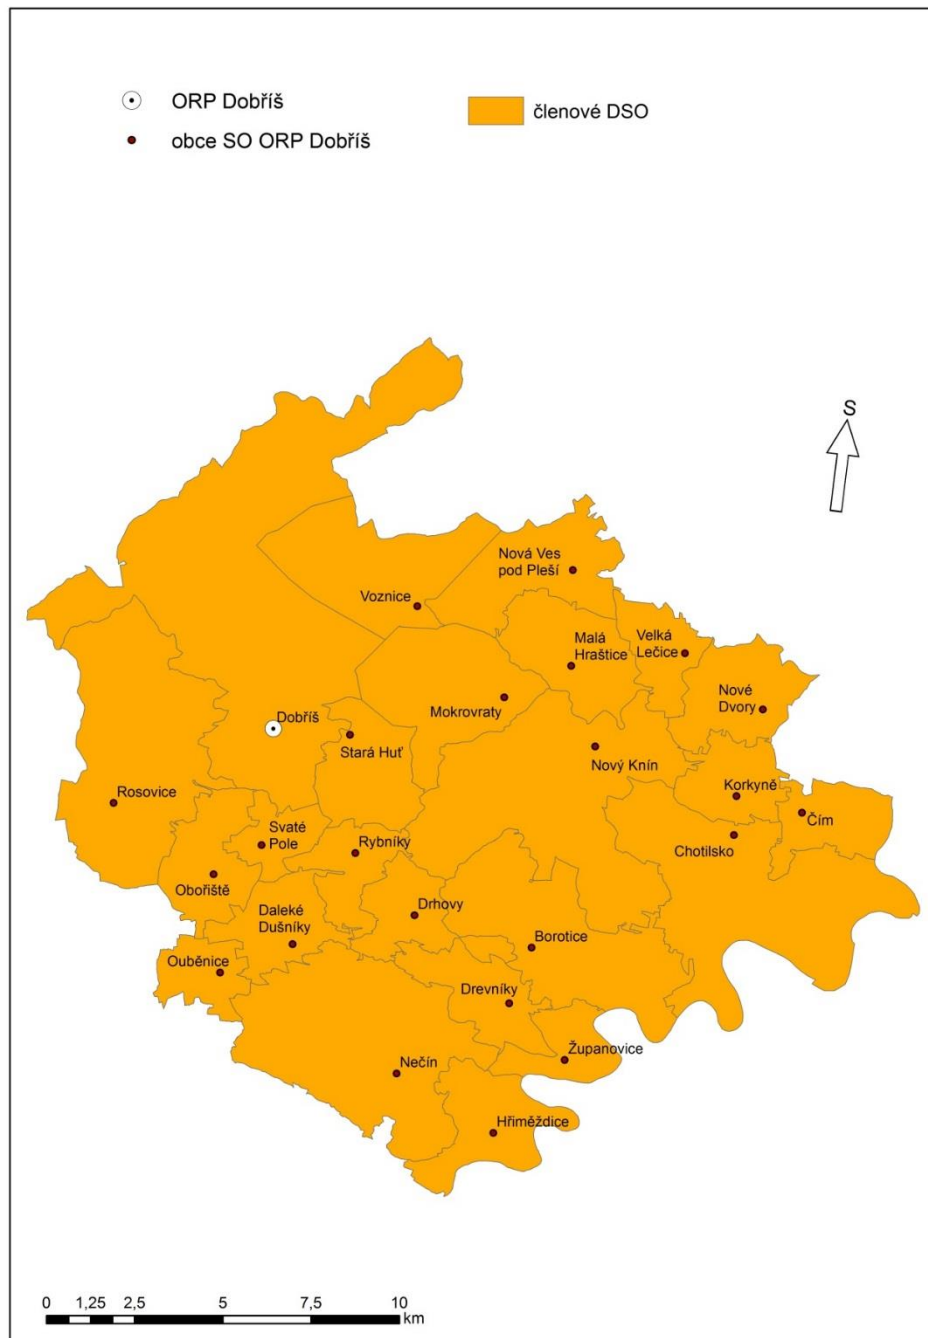 ORP Dobříš
obce SO ORP Dobříš
členové DSO
S
Nová Ves
pod Pleší
Voznice
Malá
Hraštice
Velká
Lečice
Nové
Dvory
Mokrovraty
Dobříš
Stará Huť
Nový Knín
Rosovice
Korkyně
Čím
Svaté
Pole
Rybníky
Chotilsko
Obořiště
Daleké
Dušníky
Drhovy
Borotice
Ouběnice
Drevníky
Županovice
Nečín
Hřiměždice
0 1,25 2,5 5 7,5 10
km